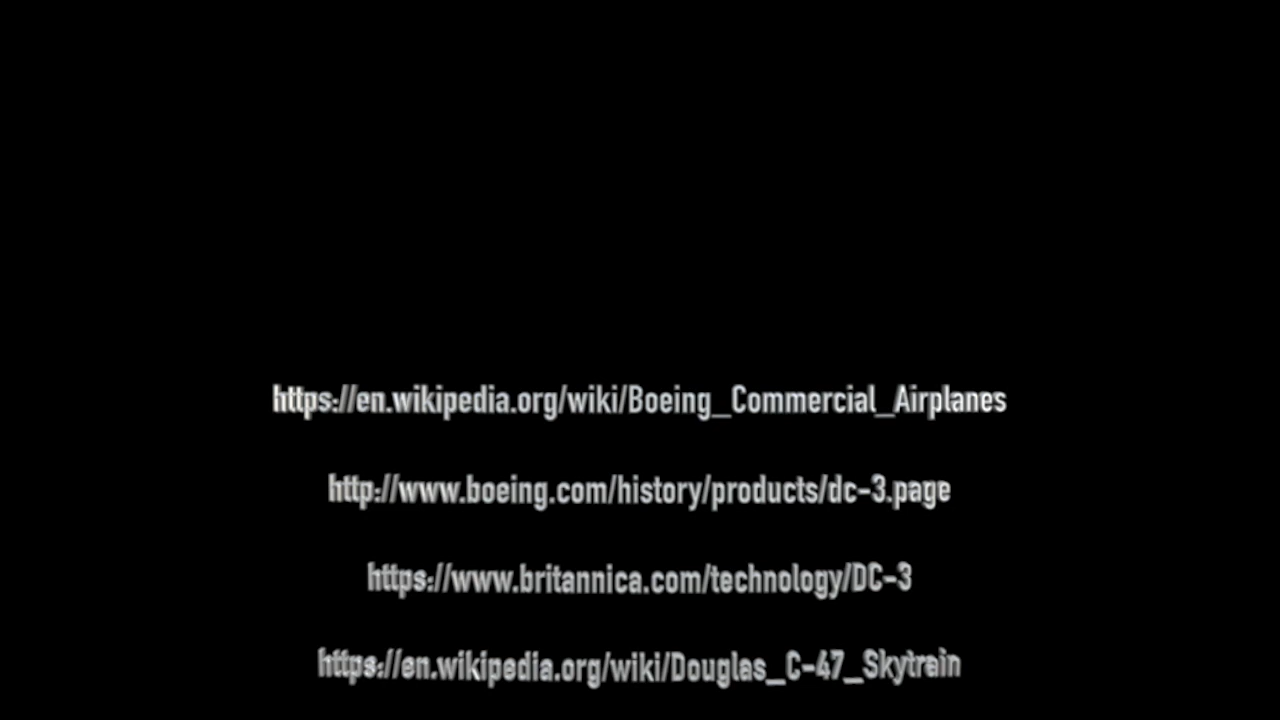 https://en.wikipedia.org/wiki/Boeing_Commercial_Airplanes
http://www.boeing.com/history/products/dc-3.page
https://www.britannica.com/technology/DC-3
https://en.wikipedia.org/wiki/Douglas_C-47_Skytrain